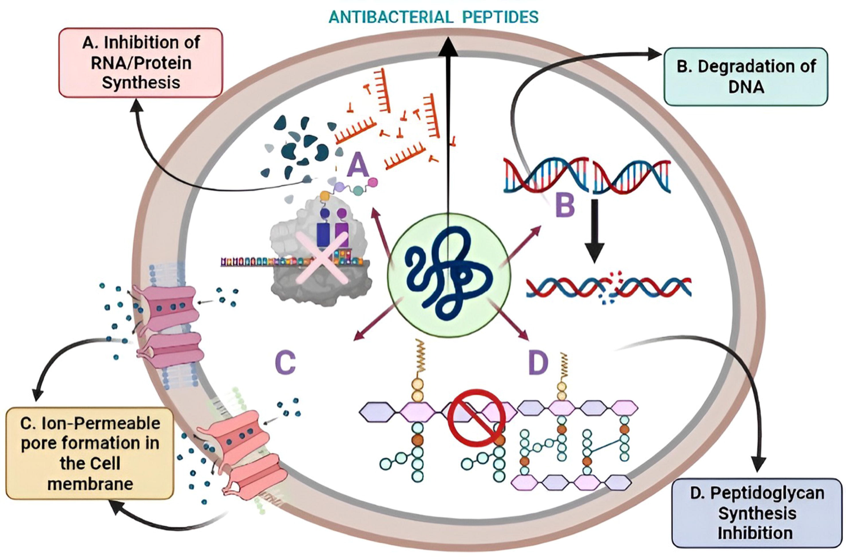 ANTIBACTERIAL PEPTIDES
A. Inhibition of
RNA/Protein
Synthesis
B. Degradation of
DNA
A
B
C
D
C. Ion-Permeable
pore formation in
the Cell
membrane
D. Peptidoglycan
Synthesis
Inhibition